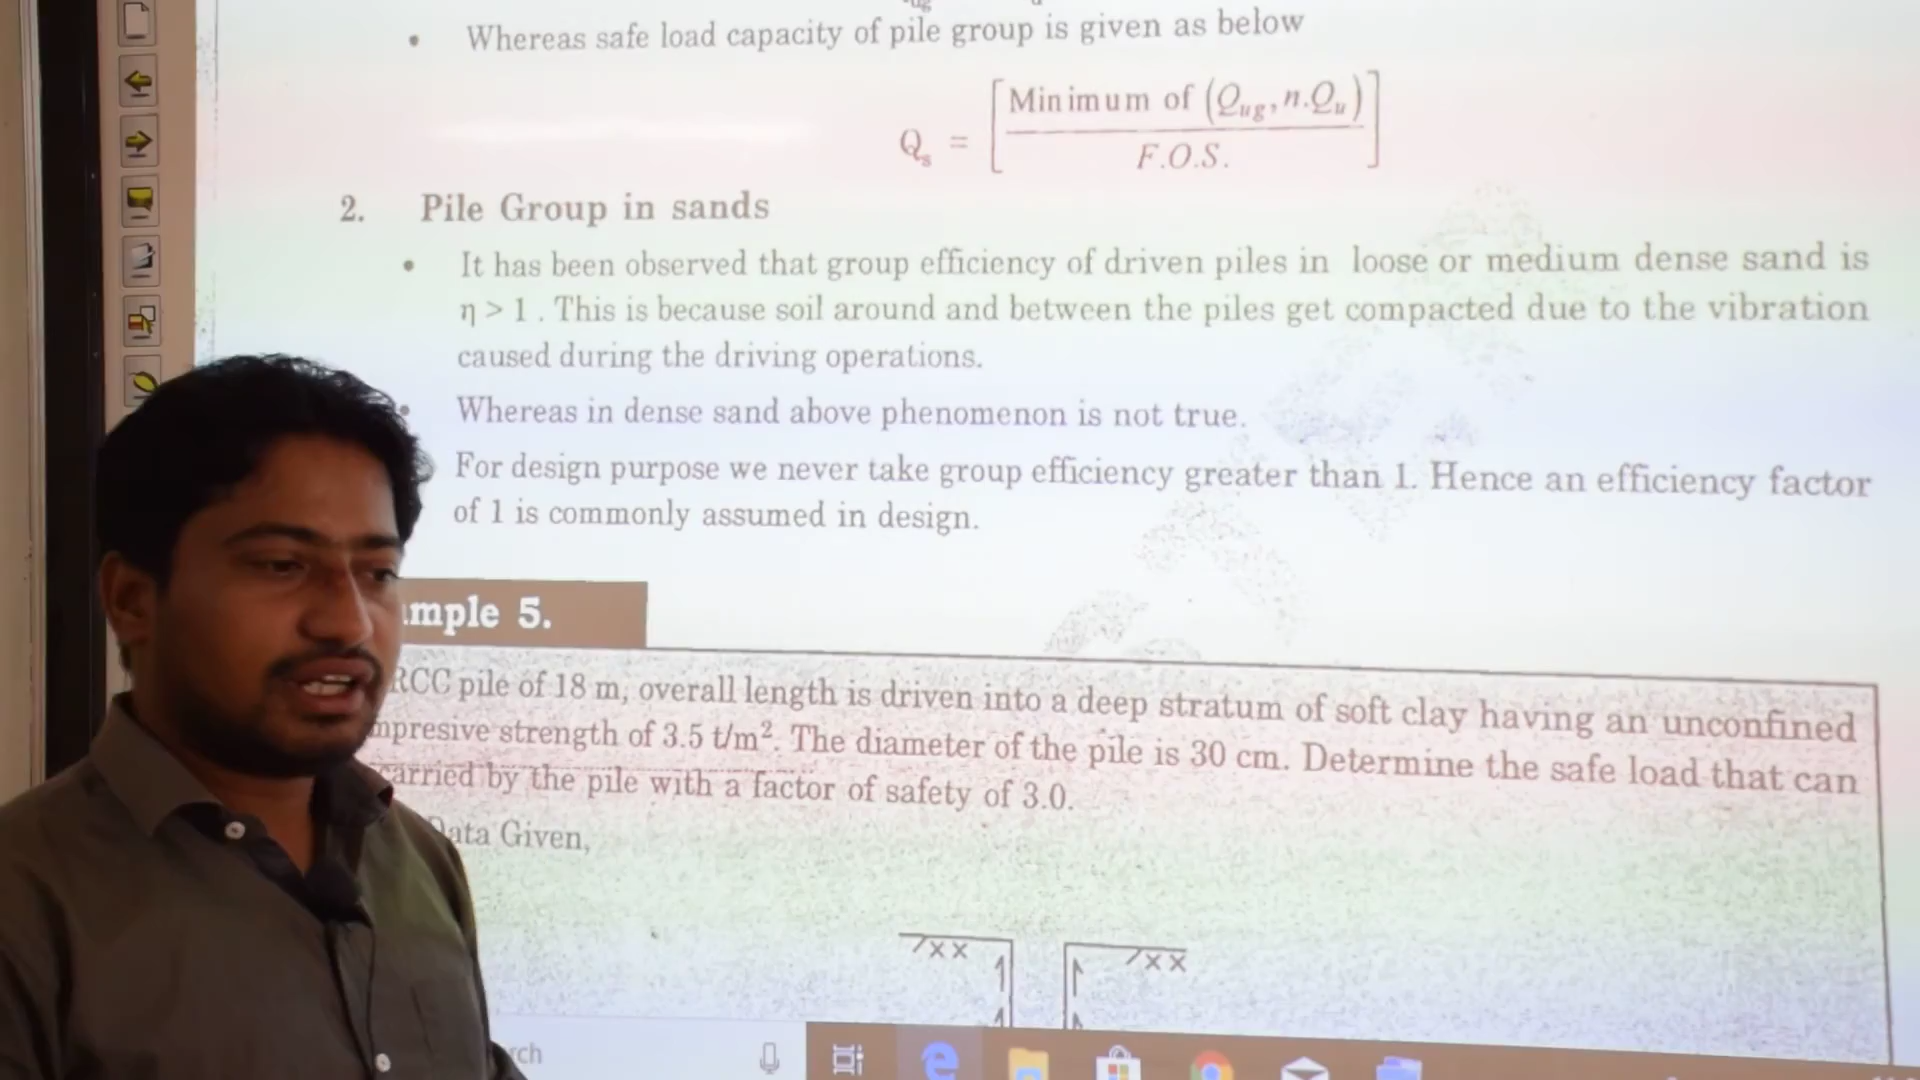 • Whereas safe load capacity of pile group is given as below
Q_s = [Minimum of (Q_ug, n.Q_u) / F.O.S.]
2. Pile Group in sands
• It has been observed that group efficiency of driven piles in loose or medium dense sand is
η > 1 . This is because soil around and between the piles get compacted due to the vibration
caused during the driving operations.
• Whereas in dense sand above phenomenon is not true.
For design purpose we never take group efficiency greater than 1. Hence an efficiency factor
of 1 is commonly assumed in design.
mple 5.
RCC pile of 18 m, overall length is driven into a deep stratum of soft clay having an unconfined
mpresive strength of 3.5 t/m². The diameter of the pile is 30 cm. Determine the safe load that can
carried by the pile with a factor of safety of 3.0.
Data Given,
rch